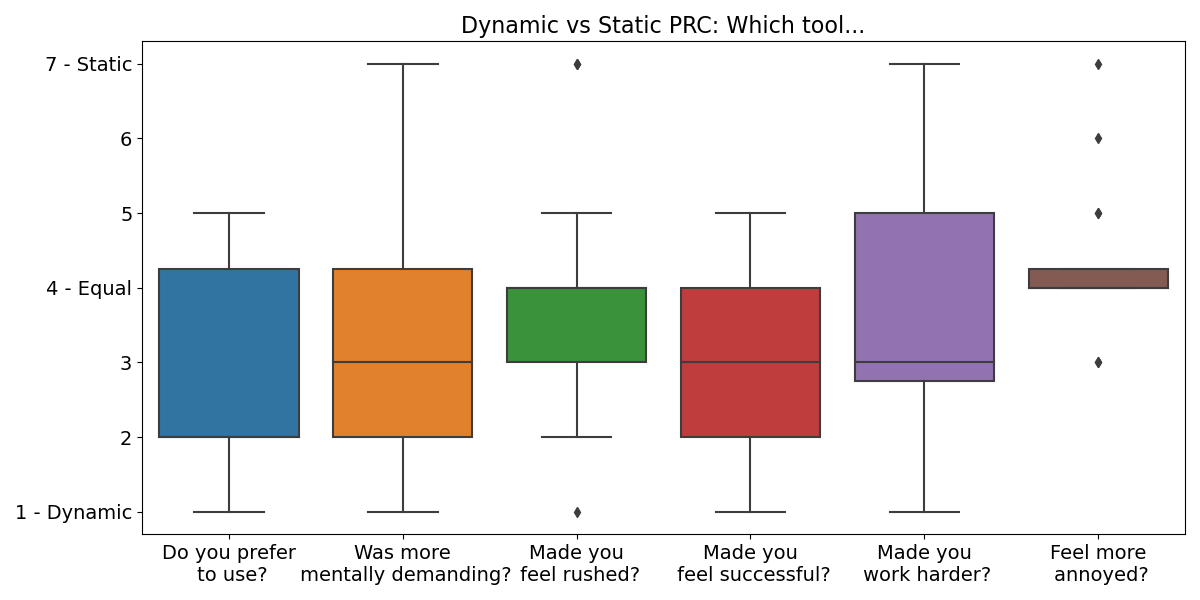 Dynamic vs Static PRC: Which tool...
7 - Static
6
5
4 - Equal
3
2
1 - Dynamic
Do you prefer
to use?
Was more
mentally demanding?
Made you
feel rushed?
Made you
feel successful?
Made you
work harder?
Feel more
annoyed?